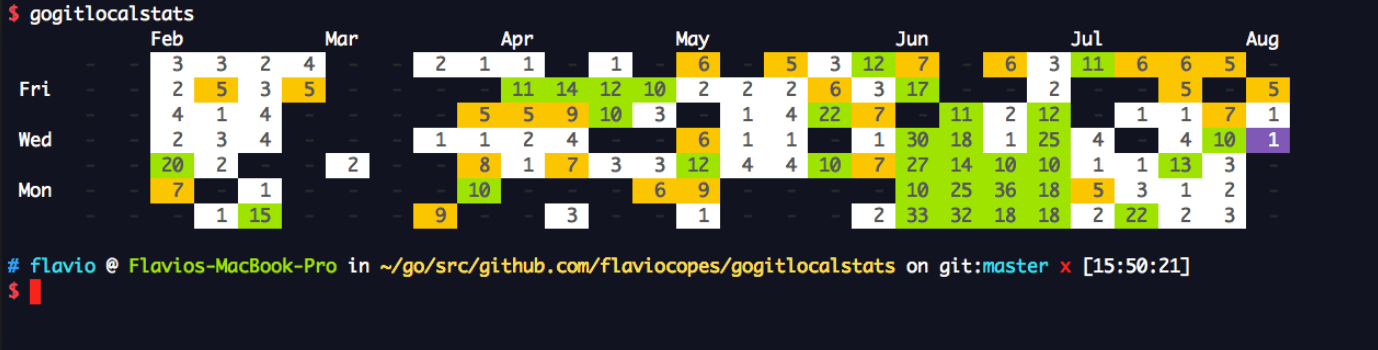 $ gogitlocalstats
Feb Mar Apr May Jun Jul Aug
- - 3 3 2 4 - - 2 1 1 - 1 - 6 - 5 3 12 7 - 6 3 11 6 6 5 -
Fri - - 2 5 3 5 - - - - 11 14 12 10 2 2 2 6 3 17 - - 2 - - 5 - 5
- - 4 1 4 - - - - 5 5 9 10 3 - 1 4 22 7 - 11 2 12 - 1 1 7 1
Wed - - 2 3 4 - - - 1 1 2 4 - - 6 1 1 - 1 30 18 1 25 4 - 4 10 1
- - 20 2 - - 2 - - 8 1 7 3 3 12 4 4 10 7 27 14 10 10 1 1 13 3 -
Mon - - 7 - 1 - - - - 10 - - - 6 9 - - - - 10 25 36 18 5 3 1 2 -
- - - 1 15 - - - 9 - - 3 - - 1 - - - 2 33 32 18 18 2 22 2 3 -
# flavio @ Flavios-MacBook-Pro in ~/go/src/github.com/flaviocopes/gogitlocalstats on git:master x [15:50:21]
$